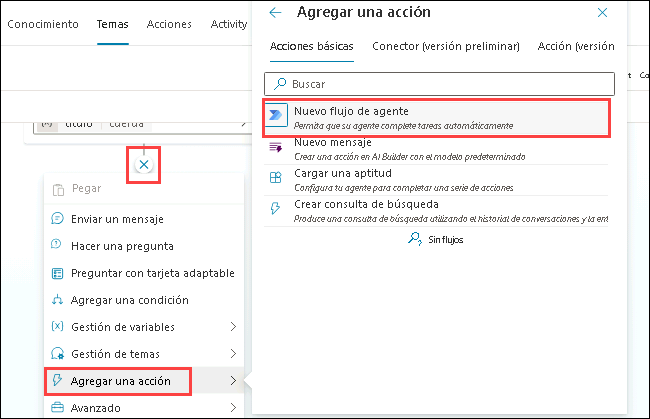 Conocimiento Temas Acciones Activity
título cuerda
Pegar
Enviar un mensaje
Hacer una pregunta
Preguntar con tarjeta adaptable
Agregar una condición
Gestión de variables
Gestión de temas
Agregar una acción
Avanzado
Agregar una acción
Acciones básicas Conector (versión preliminar) Acción (versión
Buscar
Nuevo flujo de agente
Permita que su agente complete tareas automáticamente
Nuevo mensaje
Crear una acción en AI Builder con el modelo predeterminado
Cargar una aptitud
Configura tu agente para completar una serie de acciones
Crear consulta de búsqueda
Produce una consulta de búsqueda utilizando el historial de conversaciones y la ent
Sin flujos
t Co